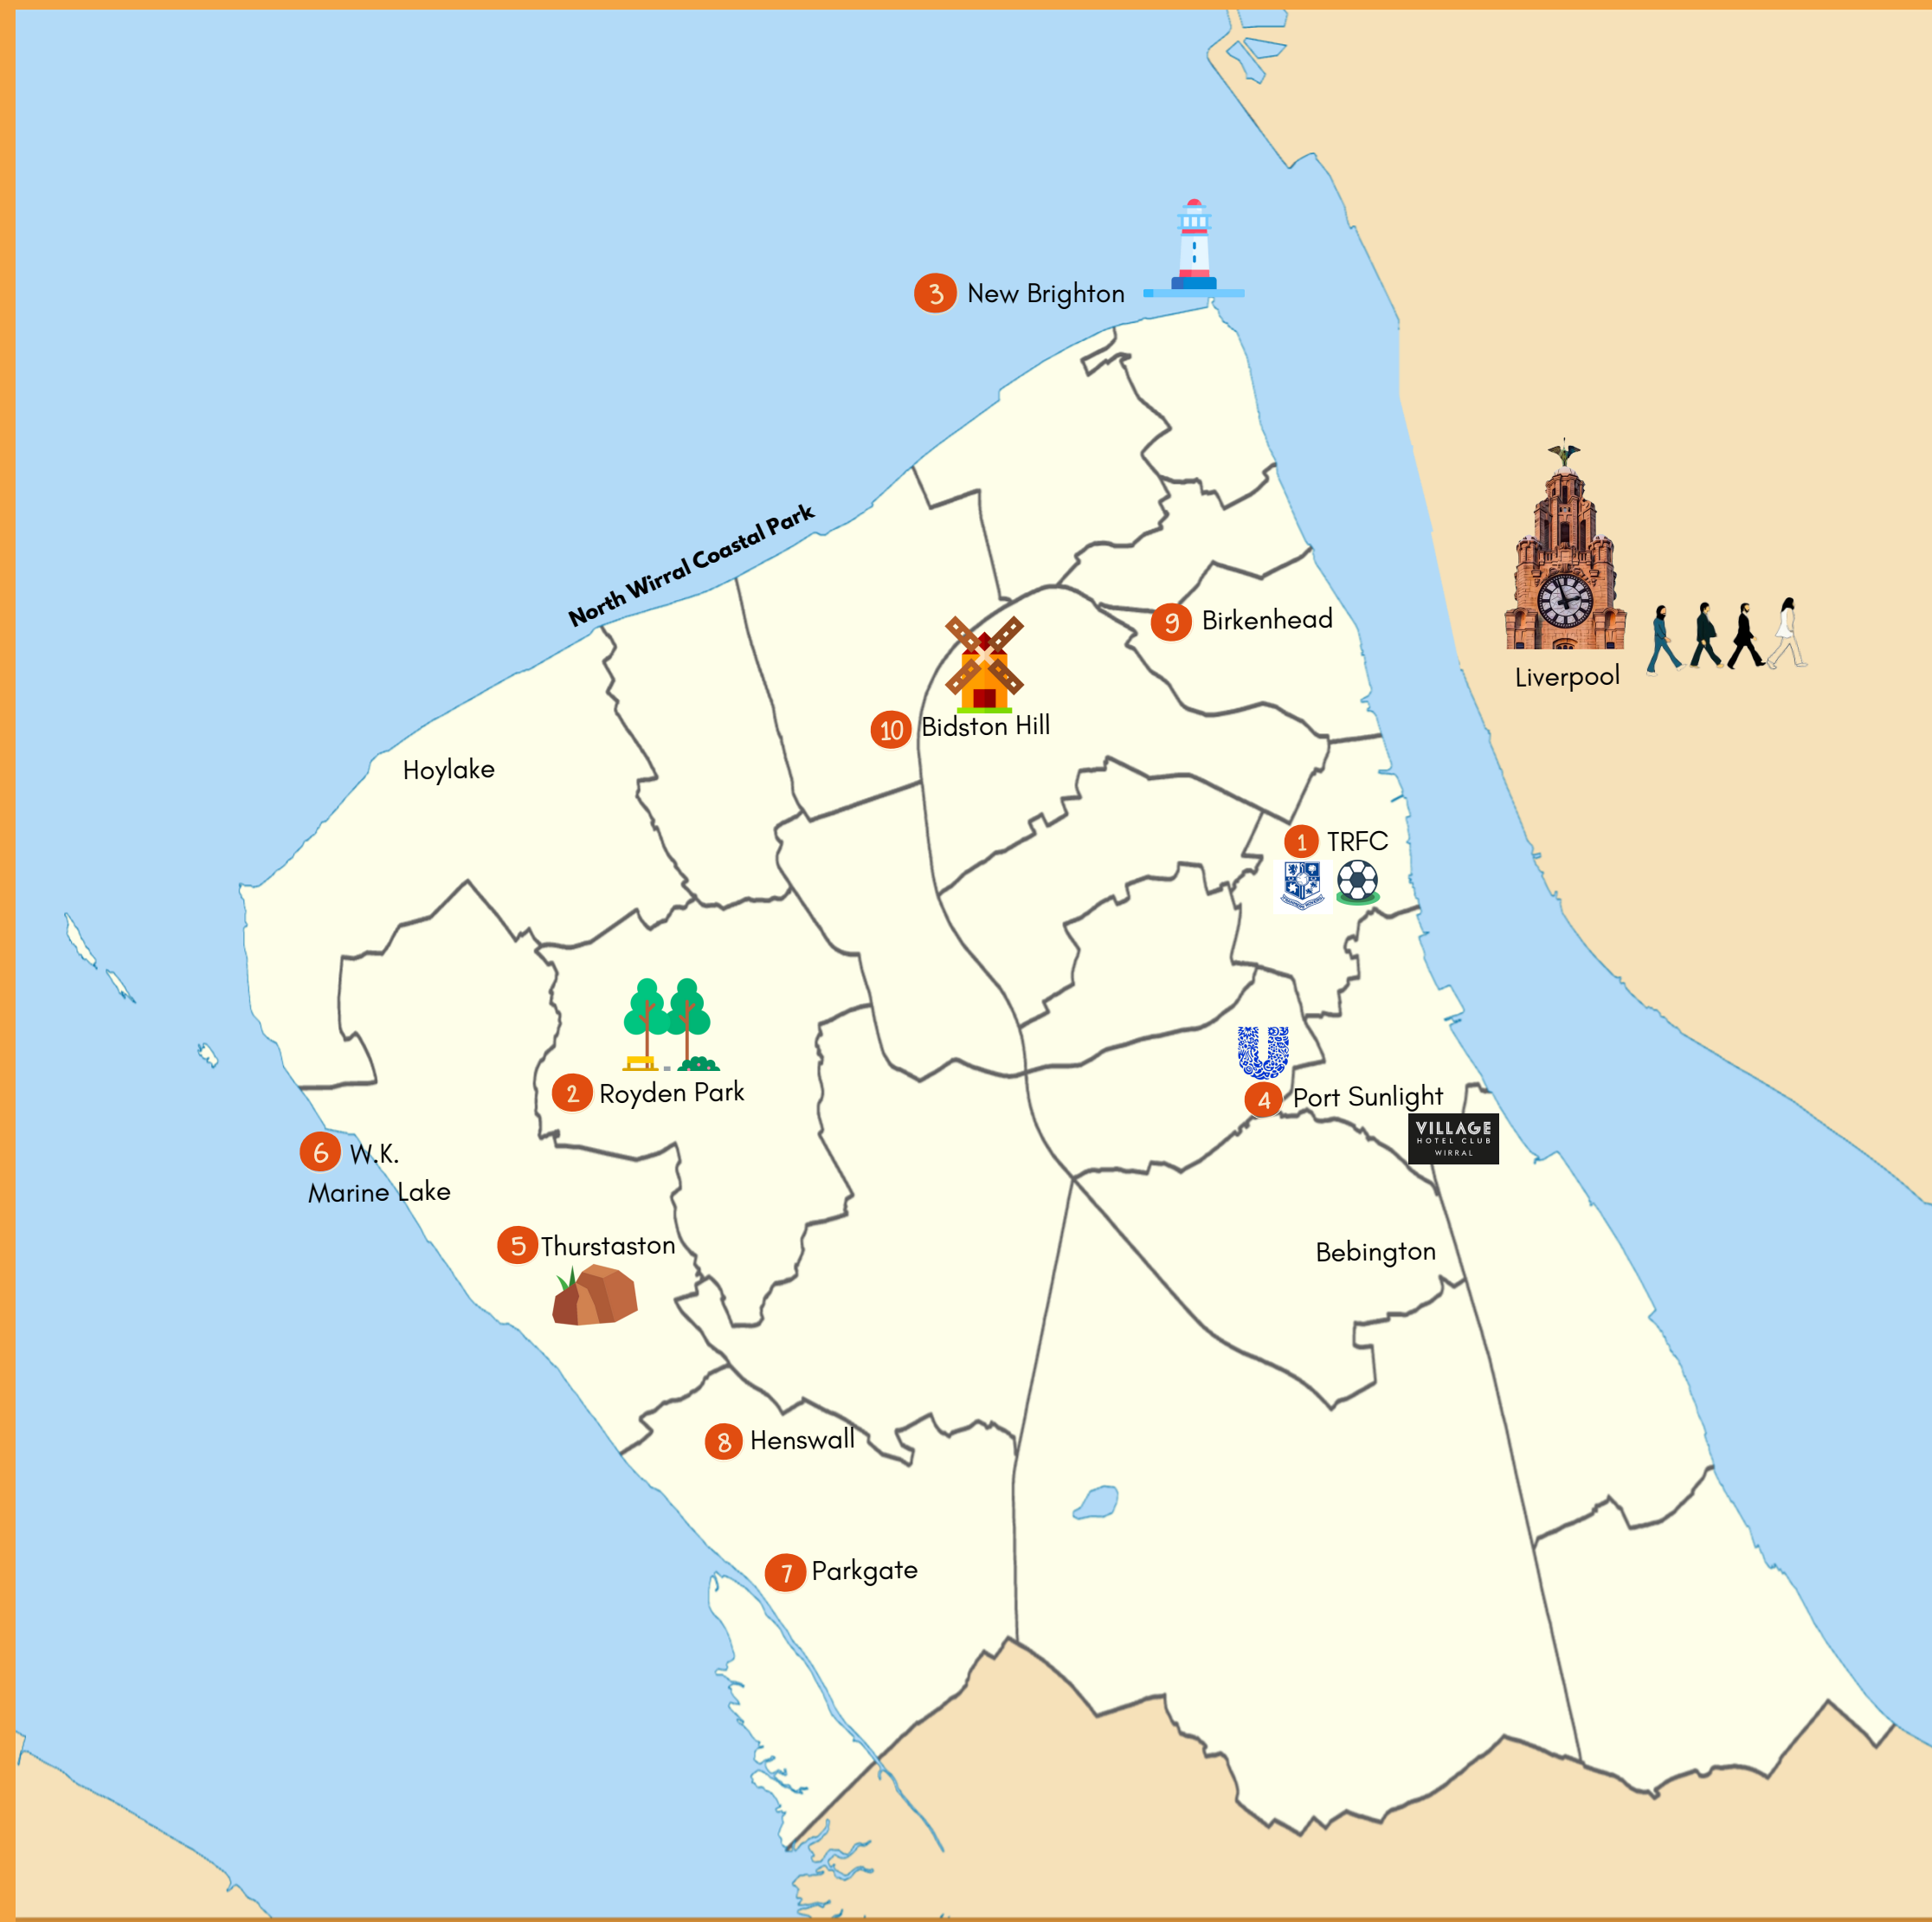 3 New Brighton
North Wirral Coastal Park
9 Birkenhead
Liverpool
10 Bidston Hill
Hoylake
1 TRFC
2 Royden Park
4 Port Sunlight
VILLAGE
HOTEL CLUB
WIRRAL
6 W.K.
Marine Lake
5 Thurstaston
Bebington
8 Henswall
7 Parkgate